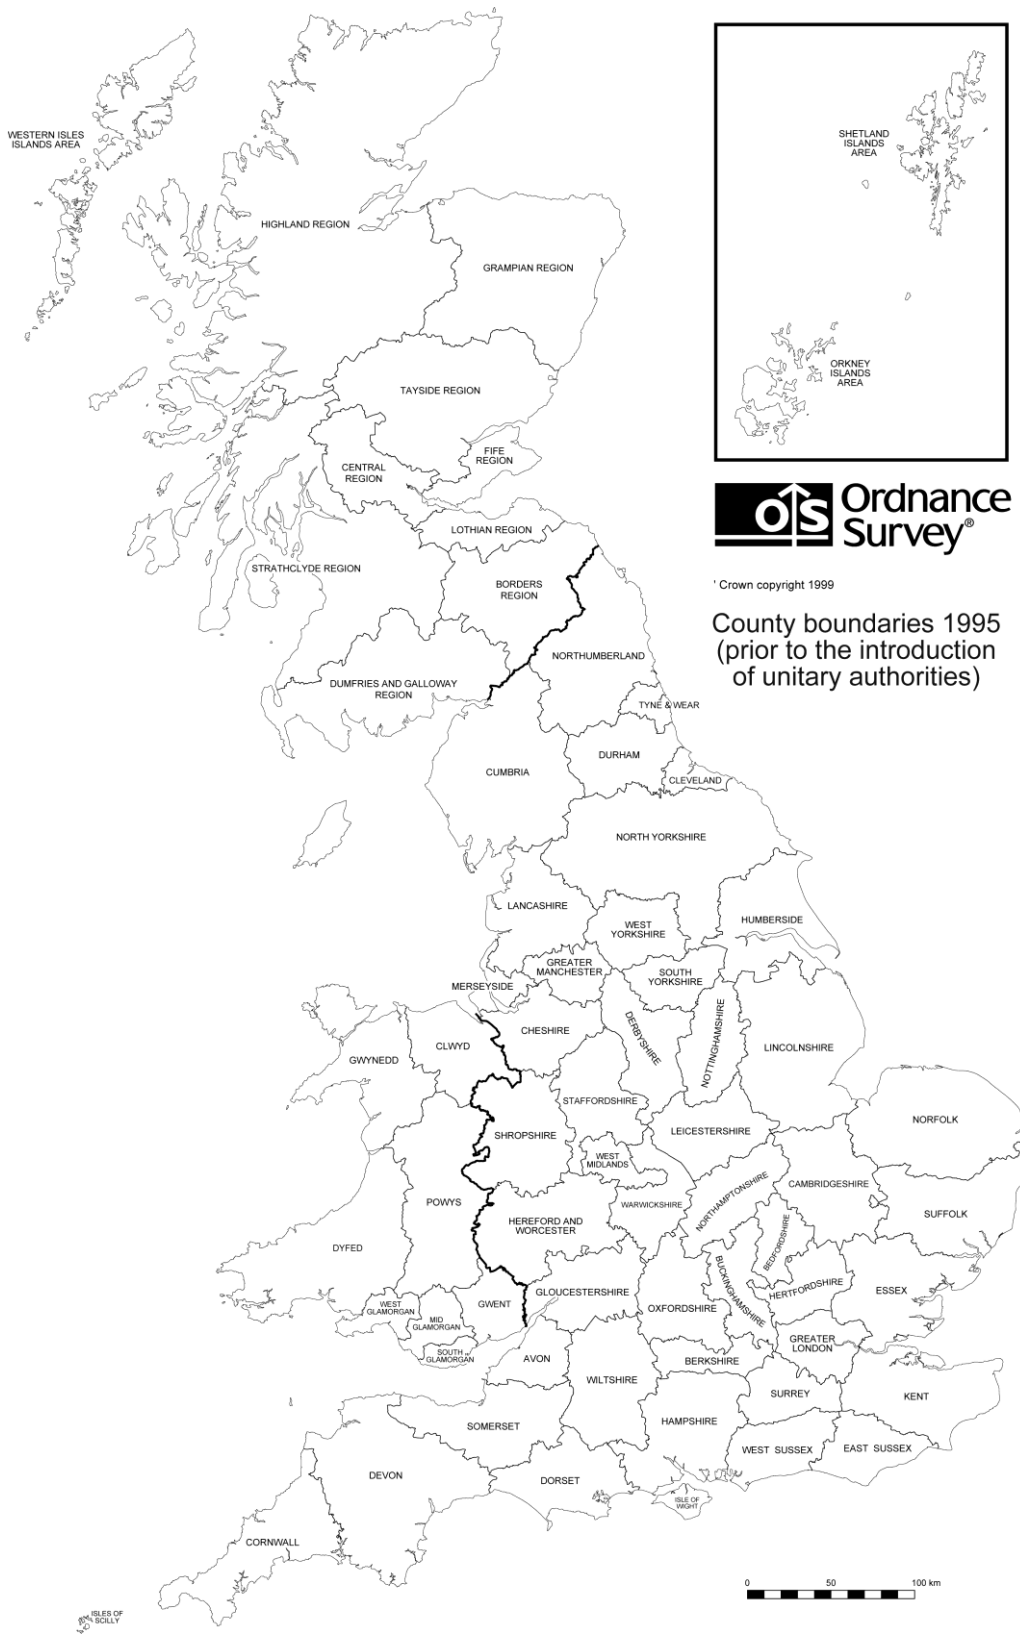 WESTERN ISLES
ISLANDS AREA
SHETLAND
ISLANDS
AREA
HIGHLAND REGION
GRAMPIAN REGION
ORKNEY
ISLANDS
AREA
TAYSIDE REGION
FIFE
REGION
CENTRAL
REGION
Ordnance
Survey®
OS
LOTHIAN REGION
STRATHCLYDE REGION
BORDERS
REGION
' Crown copyright 1999
County boundaries 1995
(prior to the introduction
of unitary authorities)
NORTHUMBERLAND
DUMFRIES AND GALLOWAY
REGION
TYNE & WEAR
DURHAM
CUMBRIA
CLEVELAND
NORTH YORKSHIRE
LANCASHIRE
WEST
YORKSHIRE
HUMBERSIDE
GREATER
MANCHESTER
SOUTH
YORKSHIRE
MERSEYSIDE
CHESHIRE
DERBYSHIRE
NOTTINGHAMSHIRE
LINCOLNSHIRE
CLWYD
GWYNEDD
STAFFORDSHIRE
NORFOLK
SHROPSHIRE
LEICESTERSHIRE
WEST
MIDLANDS
CAMBRIDGESHIRE
POWYS
WARWICKSHIRE
NORTHAMPTONSHIRE
SUFFOLK
HEREFORD AND
WORCESTER
BEDFORDSHIRE
DYFED
BUCKINGHAMSHIRE
HERTFORDSHIRE
ESSEX
WEST
GLAMORGAN
MID
GLAMORGAN
GWENT
GLOUCESTERSHIRE
OXFORDSHIRE
SOUTH
GLAMORGAN
AVON
BERKSHIRE
GREATER
LONDON
WILTSHIRE
SURREY
KENT
SOMERSET
HAMPSHIRE
WEST SUSSEX
EAST SUSSEX
DEVON
DORSET
ISLE OF
WIGHT
CORNWALL
ISLES OF
SCILLY
0 50 100 km